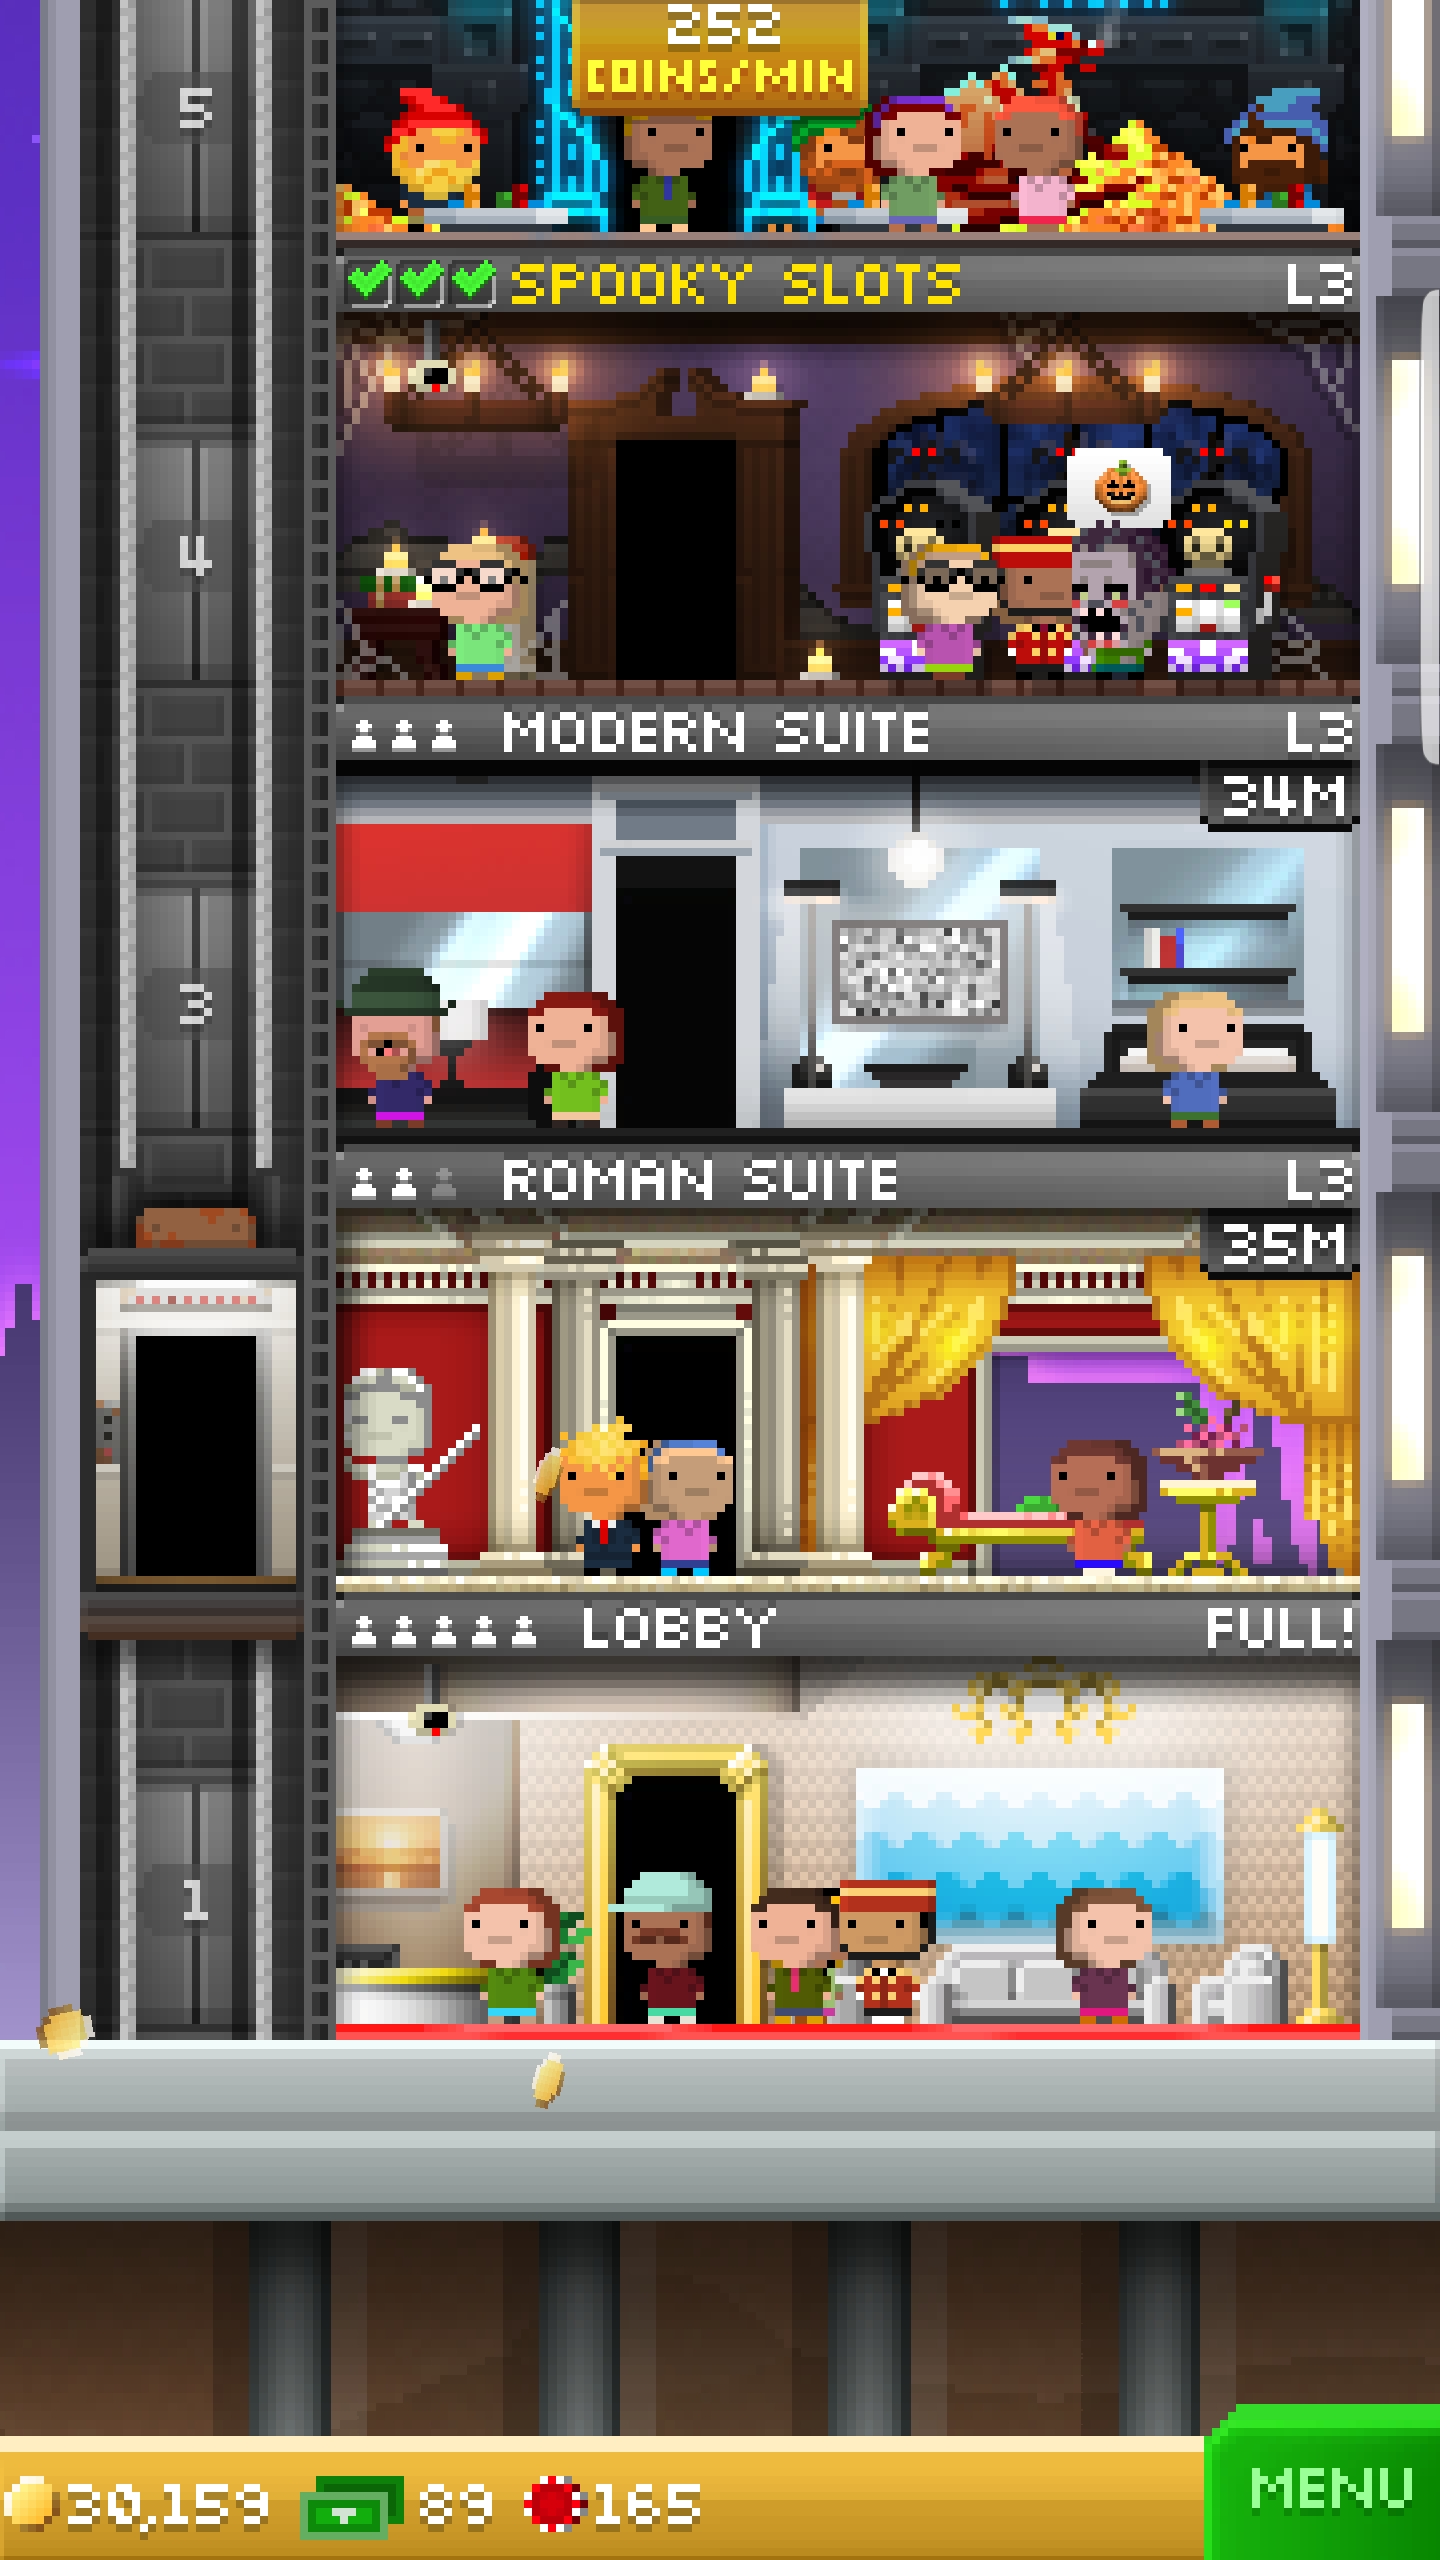 252
COINS/MIN
5
SPOOKY SLOTS L3
4
MODERN SUITE L3
34M
3
ROMAN SUITE L3
35M
LOBBY FULL!
1
30,159 89 165
MENU